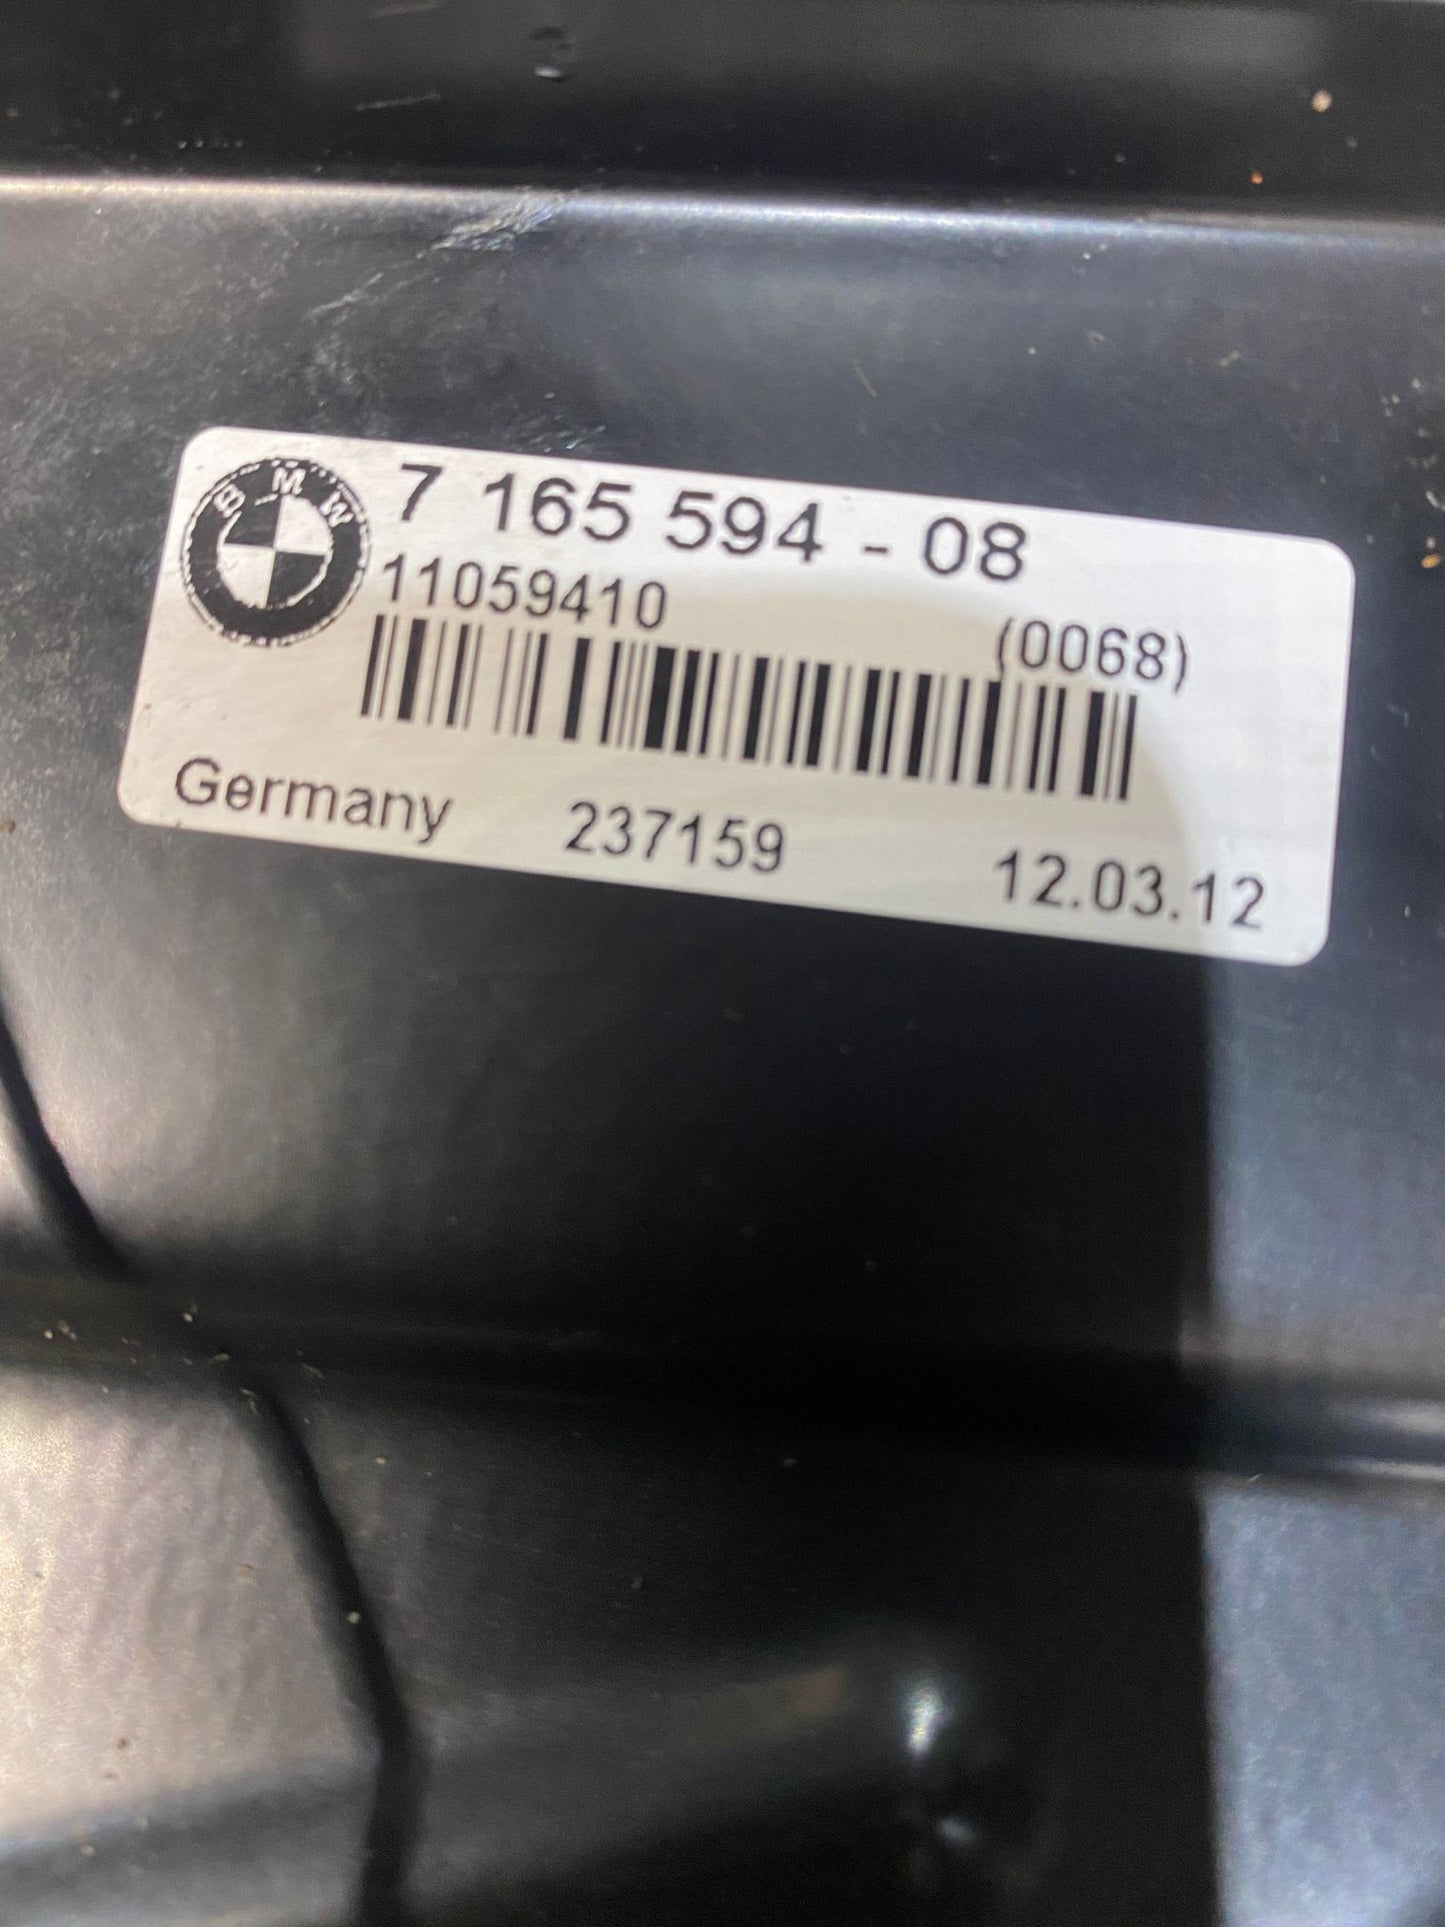 BMW
7 165 594 - 08
11059410
(0068)
Germany 237159 12.03.12